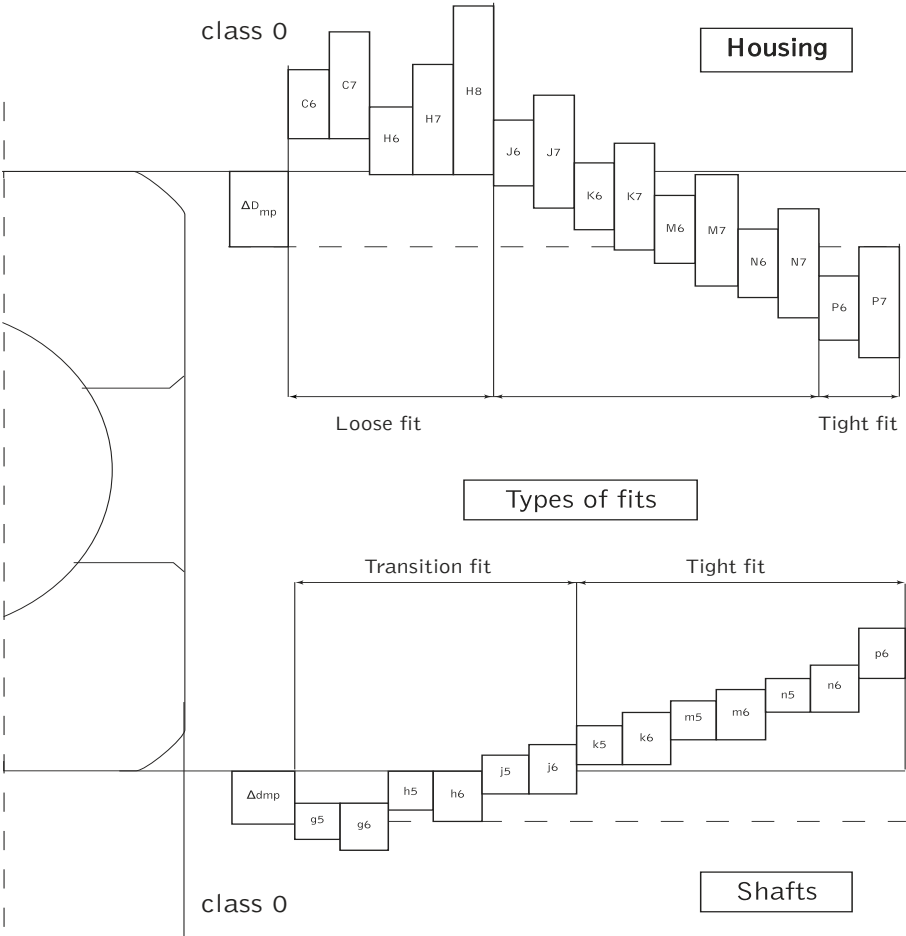 class 0
Housing
C6
C7
H6
H7
H8
J6
J7
K6
K7
M6
M7
N6
N7
P6
P7
ΔDmp
Loose fit
Tight fit
Types of fits
Transition fit
Tight fit
Δdmp
g5
g6
h5
h6
j5
j6
k5
k6
m5
m6
n5
n6
p6
class 0
Shafts